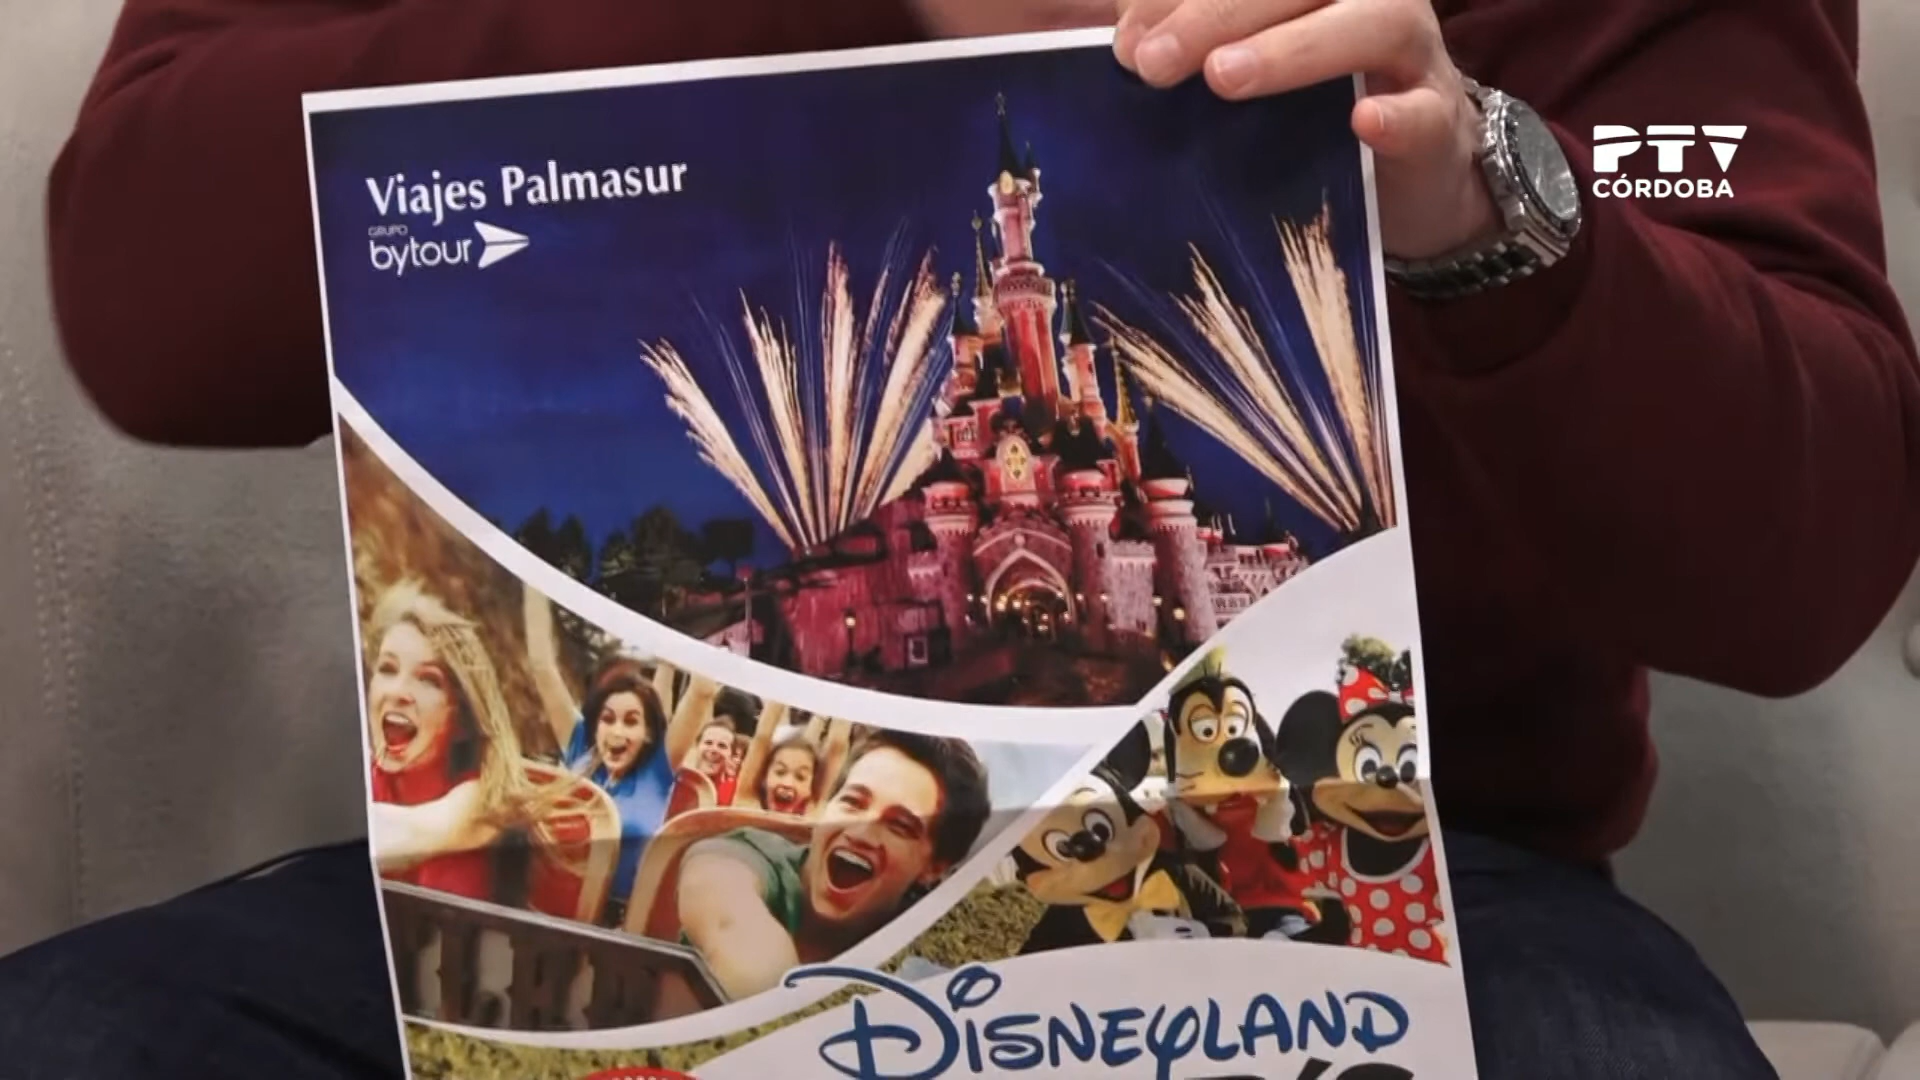 Viajes Palmasur
GRUPO
bytour
PTV
CÓRDOBA
DISNEYLAND